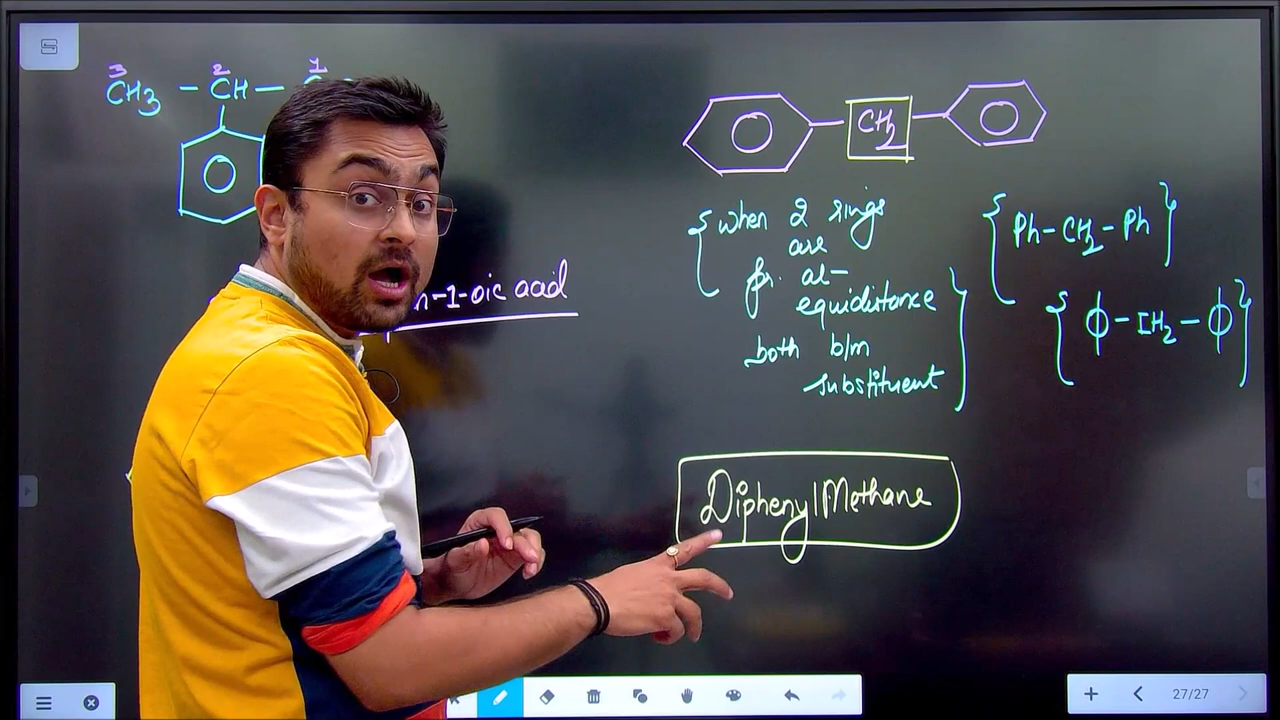 3 2 1
CH3 - CH - C
n-1-oic acid
CH2
{ when 2 rings
are
for. at-
equidistance
both b/m
substituent }
{ Ph-CH2-Ph }
{ ϕ-CH2-ϕ }
DiphenylMethane
27/27